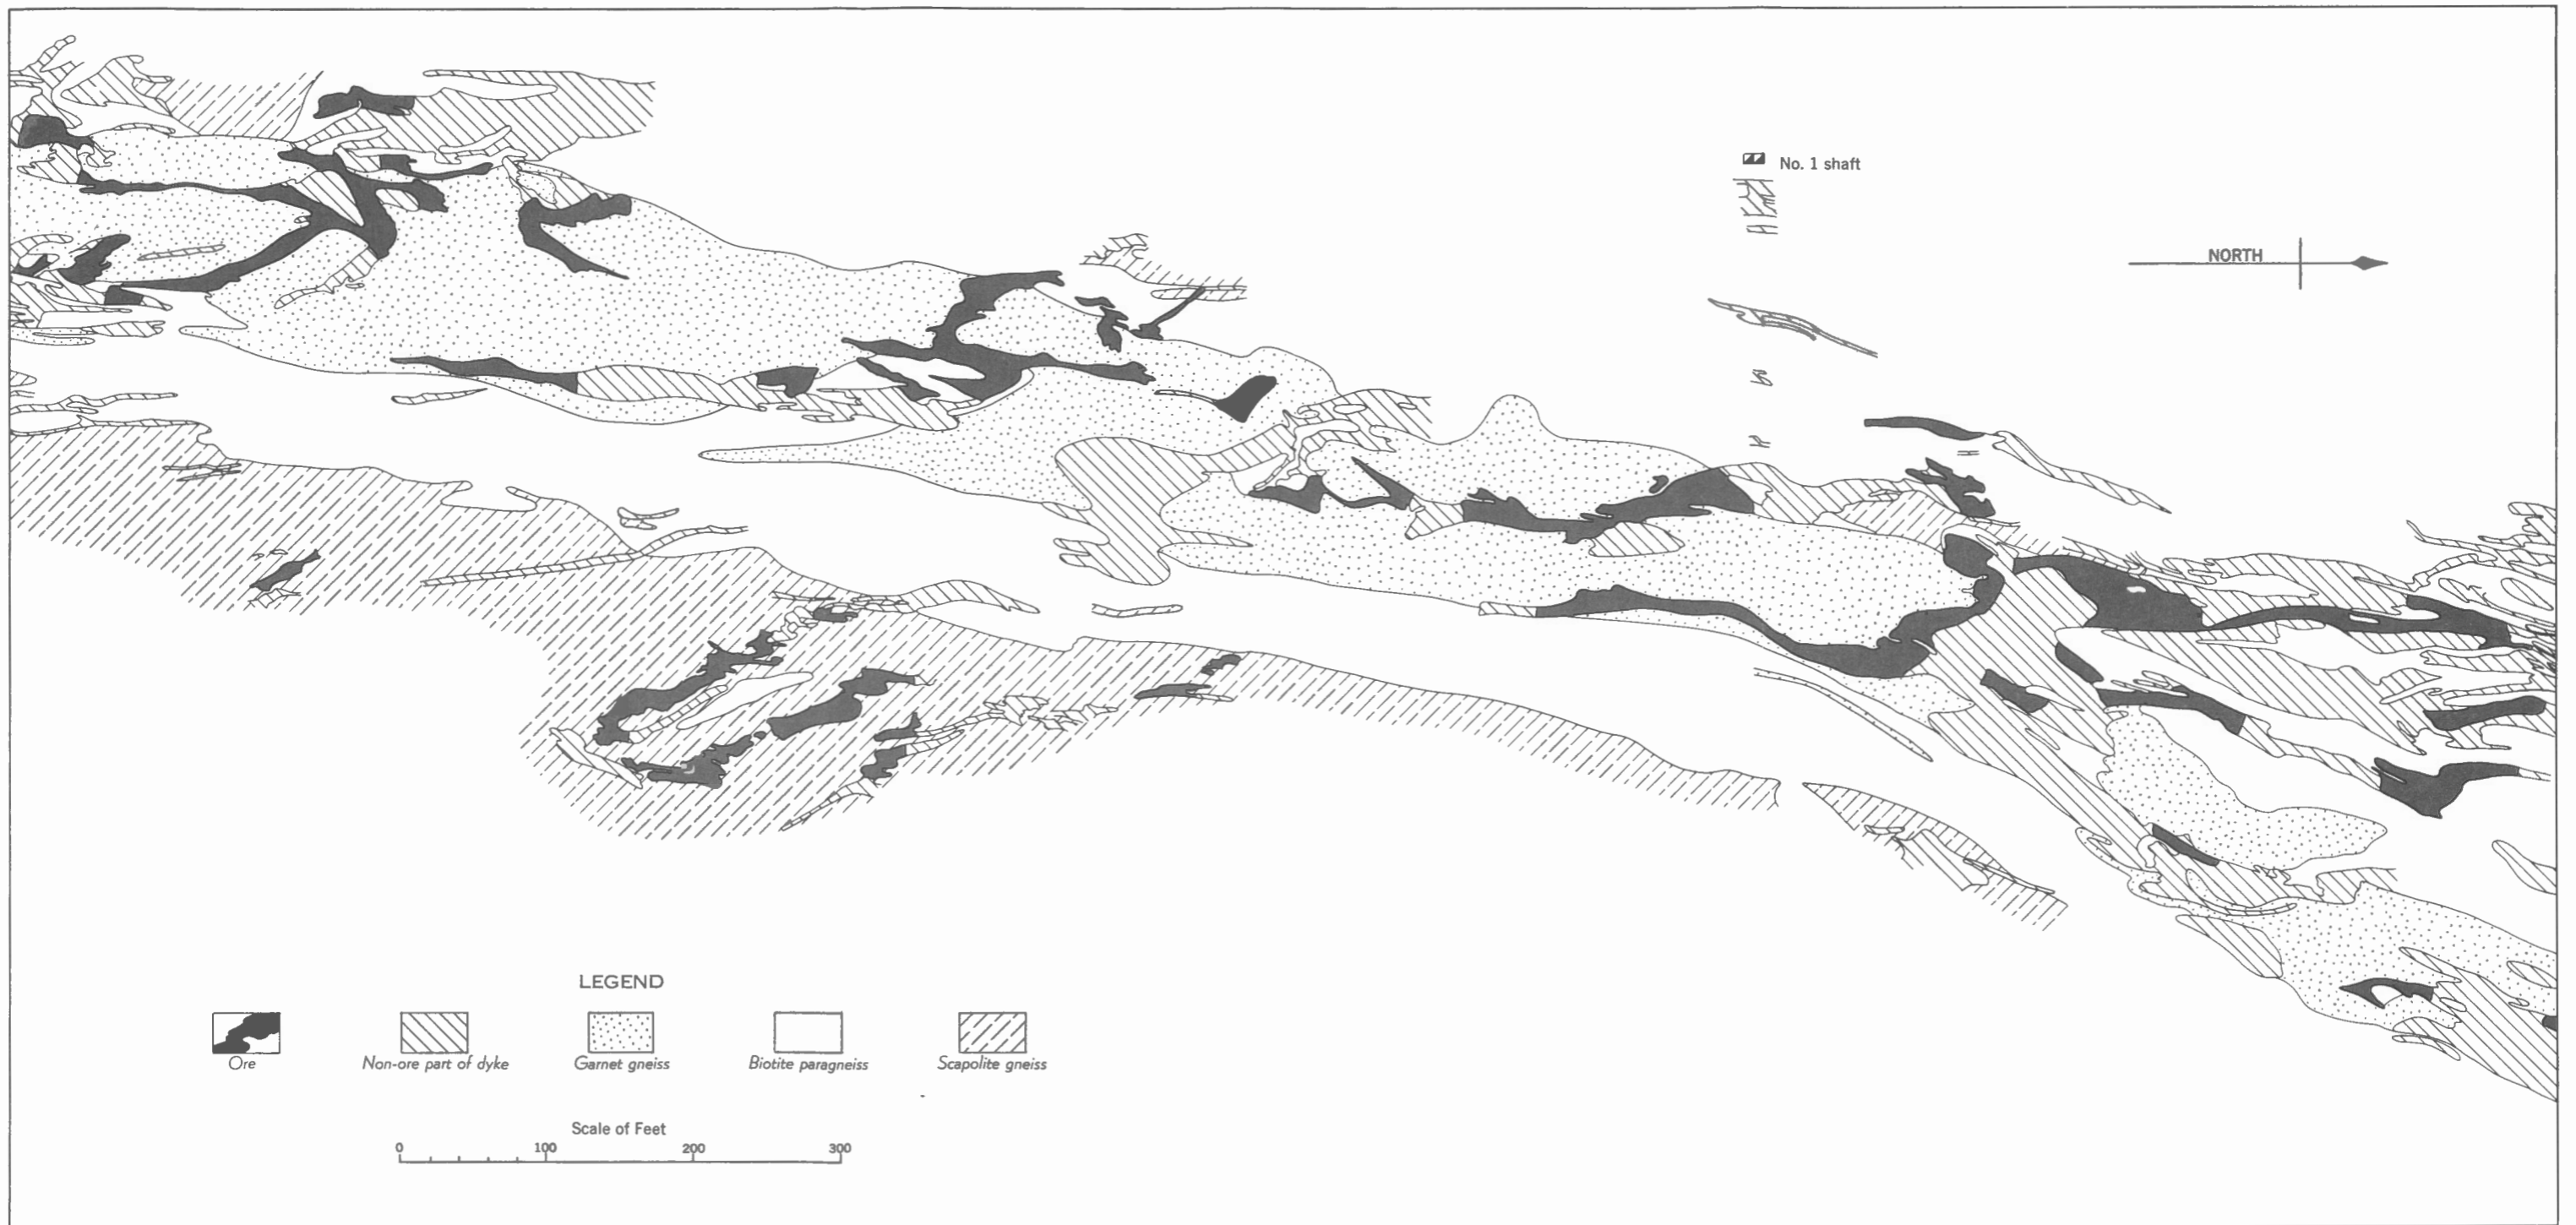 No. 1 shaft
NORTH
LEGEND
Ore
Non-ore part of dyke
Garnet gneiss
Biotite paragneiss
Scapolite gneiss
Scale of Feet
0 100 200 300